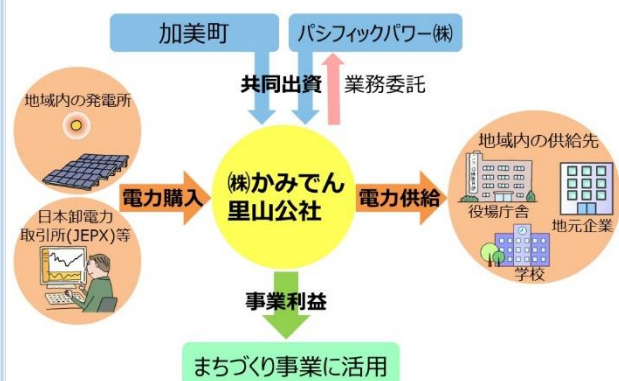 加美町
パシフィックパワー㈱
共同出資
業務委託
地域内の発電所
日本卸電力
取引所(JEPX)等
電力購入
㈱かみでん
里山公社
電力供給
地域内の供給先
役場庁舎
地元企業
学校
事業利益
まちづくり事業に活用